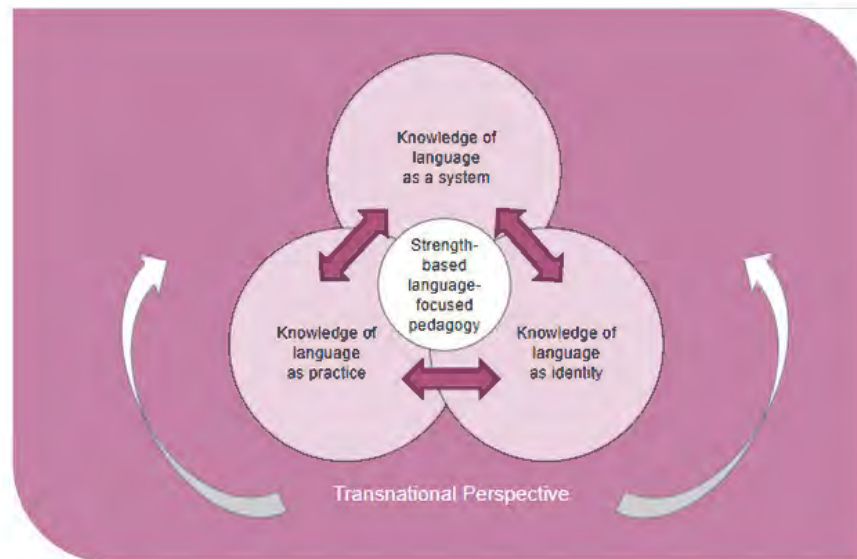 Knowledge of
language
as a system
Strength-
based
language-
focused
pedagogy
Knowledge of
language
as practice
Knowledge of
language
as identity
Transnational Perspective